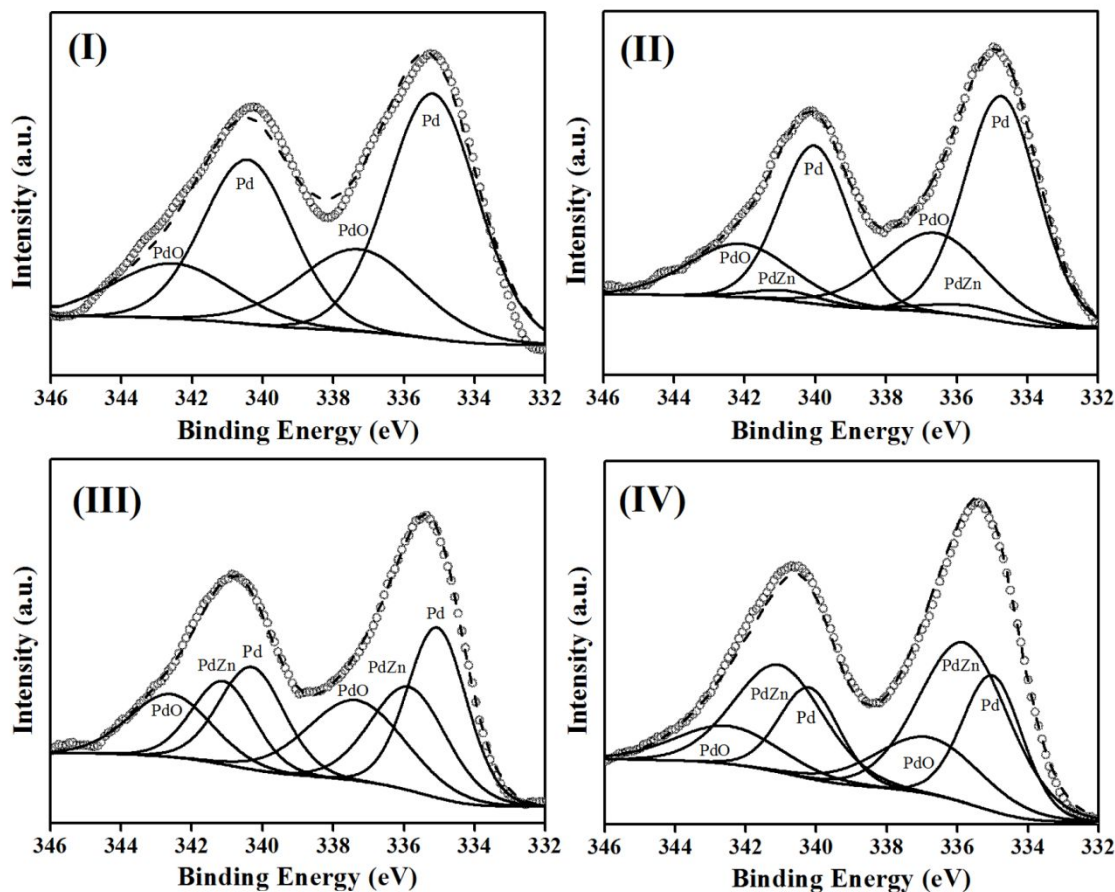 (I)
Pd
Pd
PdO
PdO
Intensity (a.u.)
346 344 342 340 338 336 334 332
Binding Energy (eV)
(II)
Pd
Pd
PdO
PdO
PdZn
PdZn
Intensity (a.u.)
346 344 342 340 338 336 334 332
Binding Energy (eV)
(III)
Pd
Pd
PdZn
PdZn
PdO
PdO
Intensity (a.u.)
346 344 342 340 338 336 334 332
Binding Energy (eV)
(IV)
PdZn
PdZn
Pd
Pd
PdO
PdO
Intensity (a.u.)
346 344 342 340 338 336 334 332
Binding Energy (eV)